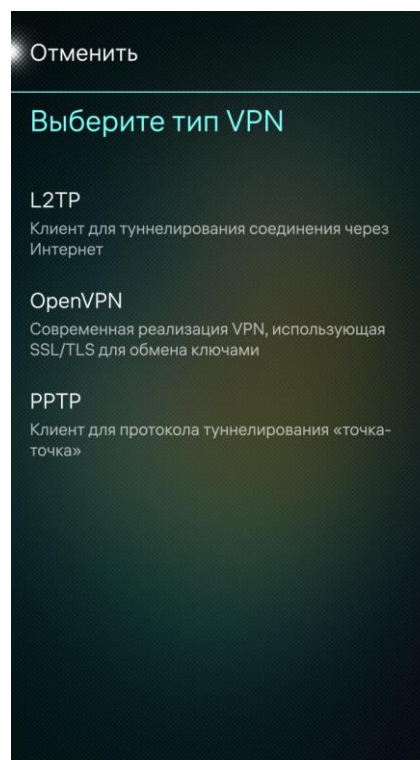 Отменить
Выберите тип VPN
L2TP
Клиент для туннелирования соединения через
Интернет
OpenVPN
Современная реализация VPN, использующая
SSL/TLS для обмена ключами
PPTP
Клиент для протокола туннелирования «точка-
точка»